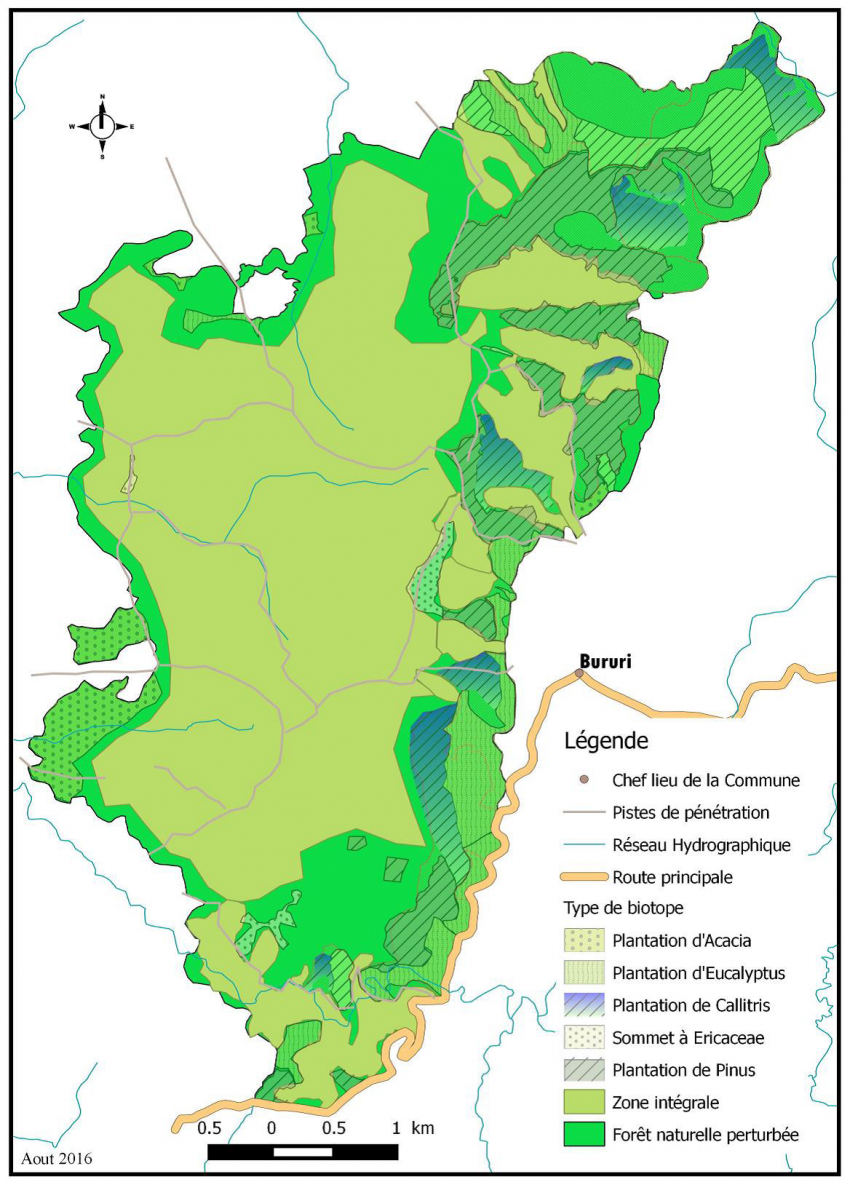 N
W E
S
Bururi
Légende
Chef lieu de la Commune
Pistes de pénétration
Réseau Hydrographique
Route principale
Type de biotope
Plantation d'Acacia
Plantation d'Eucalyptus
Plantation de Callitris
Sommet à Ericaceae
Plantation de Pinus
Zone intégrale
Forêt naturelle perturbée
0.5 0 0.5 1 km
Aout 2016